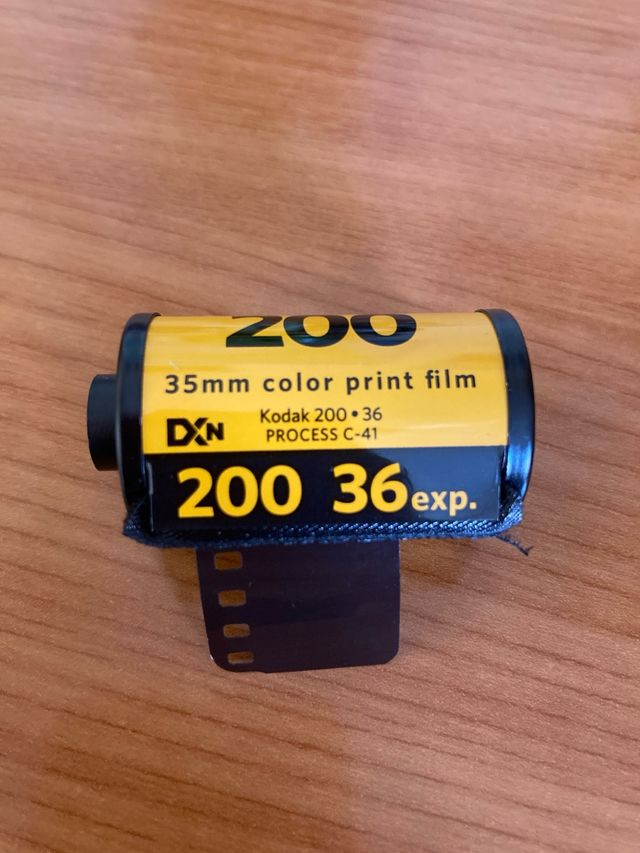 200
35mm color print film
DXN
Kodak 200•36
PROCESS C-41
200 36exp.